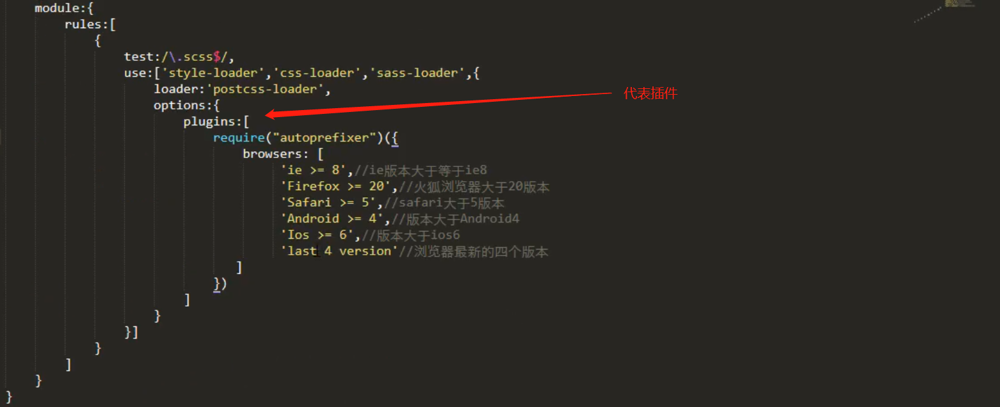 module:{
rules:[
{
test:/\.scss$/,
use:['style-loader','css-loader','sass-loader',{
loader:'postcss-loader',
代表插件
options:{
plugins:[
require("autoprefixer")({
browsers: [
'ie >= 8',//ie版本大于等于ie8
'Firefox >= 20',//火狐浏览器大于20版本
'Safari >= 5',//safari大于5版本
'Android >= 4',//版本大于Android4
'Ios >= 6',//版本大于ios6
'last 4 version'//浏览器最新的四个版本
]
})
]
}
}]
}
]
}
}